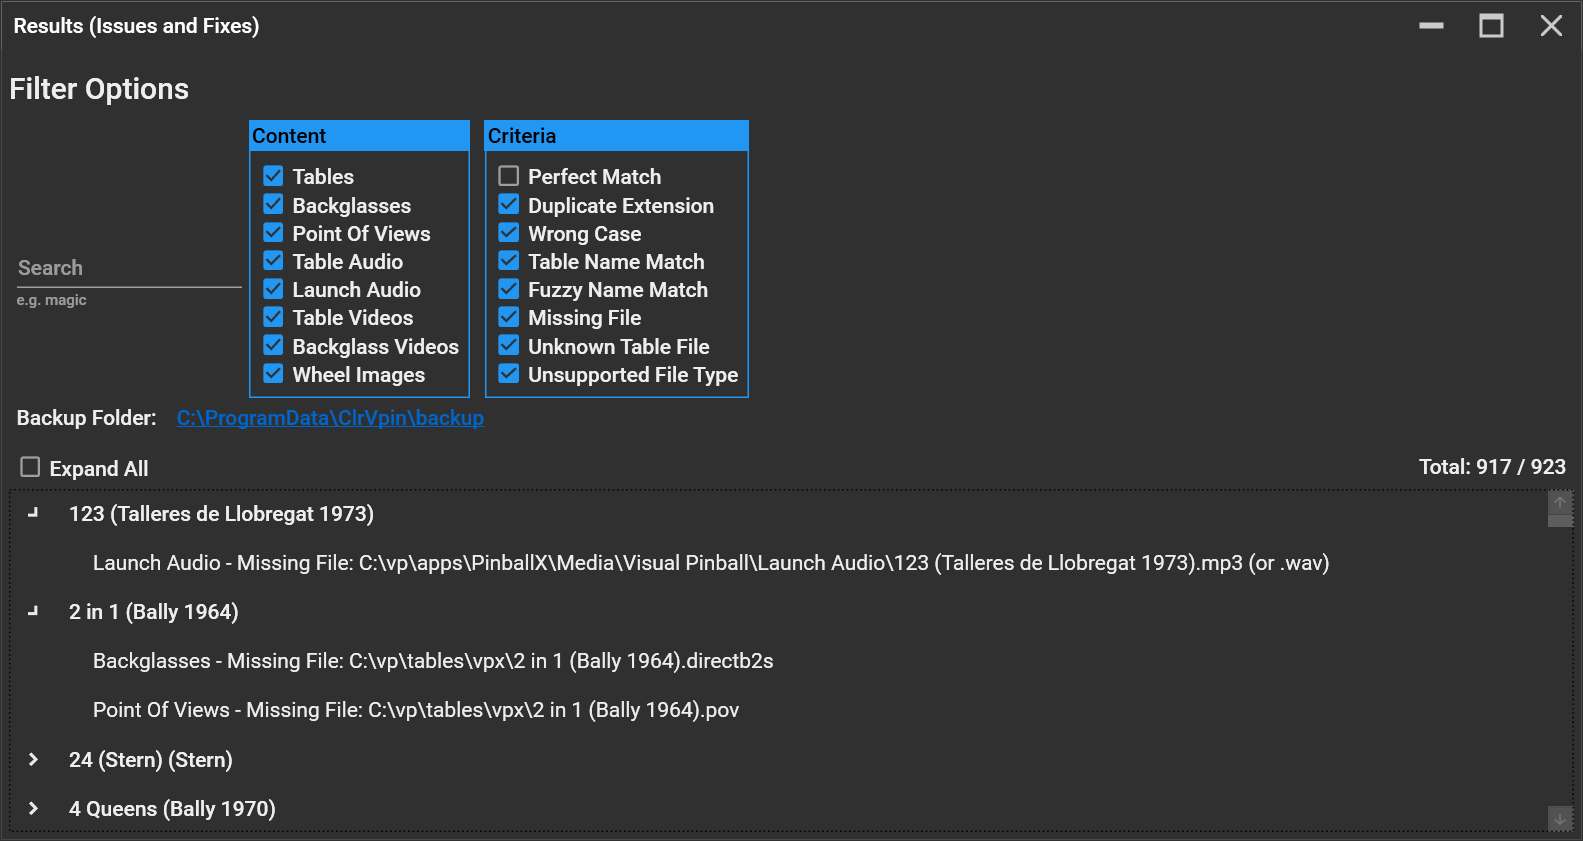 Results (Issues and Fixes)
Filter Options
Search
e.g. magic
Content
Tables
Backglasses
Point Of Views
Table Audio
Launch Audio
Table Videos
Backglass Videos
Wheel Images
Criteria
Perfect Match
Duplicate Extension
Wrong Case
Table Name Match
Fuzzy Name Match
Missing File
Unknown Table File
Unsupported File Type
Backup Folder: C:\ProgramData\ClrVpin\backup
Expand All
Total: 917 / 923
123 (Talleres de Llobregat 1973)
Launch Audio - Missing File: C:\vp\apps\PinballX\Media\Visual Pinball\Launch Audio\123 (Talleres de Llobregat 1973).mp3 (or .wav)
2 in 1 (Bally 1964)
Backglasses - Missing File: C:\vp\tables\vpx\2 in 1 (Bally 1964).directb2s
Point Of Views - Missing File: C:\vp\tables\vpx\2 in 1 (Bally 1964).pov
24 (Stern) (Stern)
4 Queens (Bally 1970)